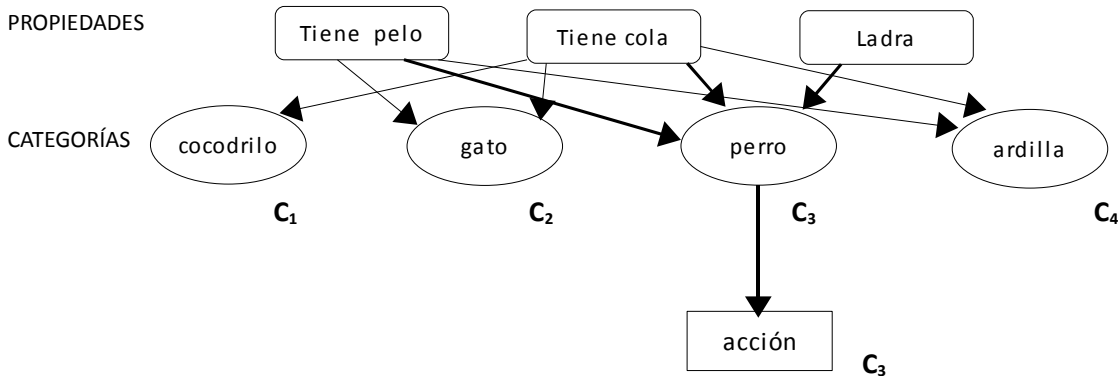 PROPIEDADES
Tiene pelo
Tiene cola
Ladra
CATEGORÍAS
cocodrilo
gato
perro
ardilla
C₁
C₂
C₃
C₄
acción
C₃